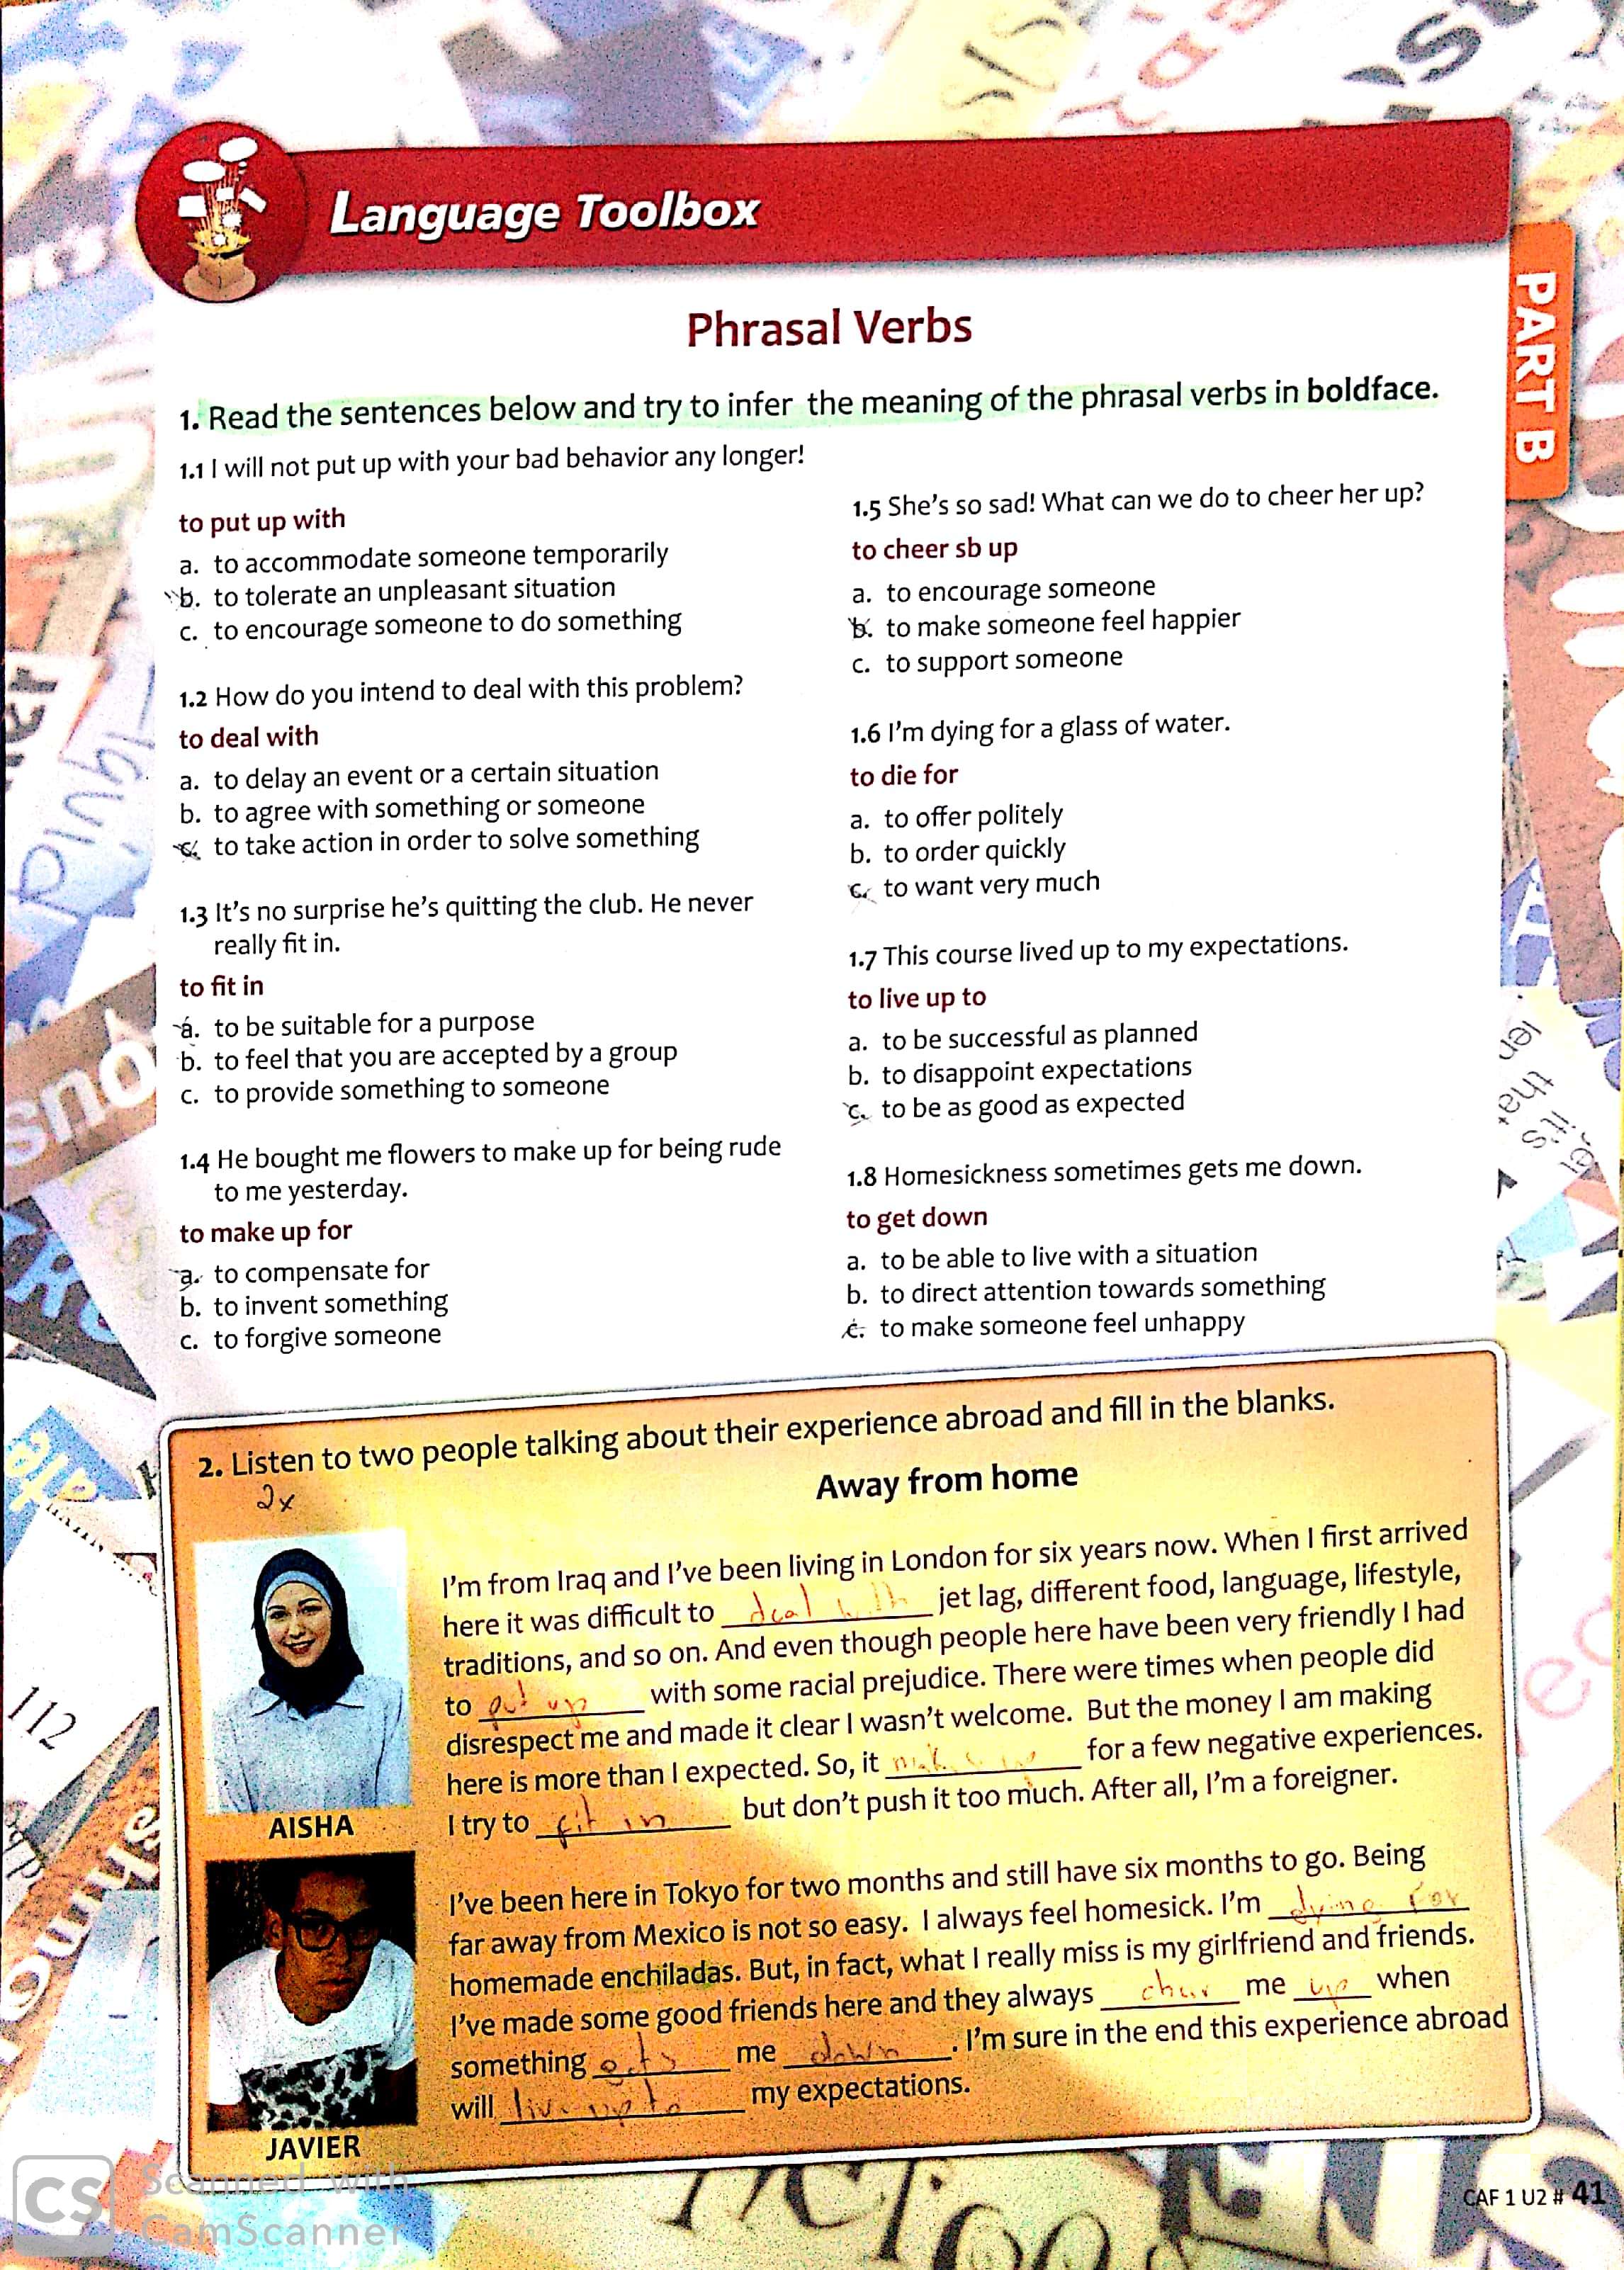 Language Toolbox
PART B
Phrasal Verbs
1. Read the sentences below and try to infer the meaning of the phrasal verbs in boldface.
1.1 I will not put up with your bad behavior any longer!
to put up with
a. to accommodate someone temporarily
b. to tolerate an unpleasant situation
c. to encourage someone to do something
1.2 How do you intend to deal with this problem?
to deal with
a. to delay an event or a certain situation
b. to agree with something or someone
c. to take action in order to solve something
1.3 It's no surprise he's quitting the club. He never
really fit in.
to fit in
a. to be suitable for a purpose
b. to feel that you are accepted by a group
c. to provide something to someone
1.4 He bought me flowers to make up for being rude
to me yesterday.
to make up for
a. to compensate for
b. to invent something
c. to forgive someone
1.5 She's so sad! What can we do to cheer her up?
to cheer sb up
a. to encourage someone
b. to make someone feel happier
c. to support someone
1.6 I'm dying for a glass of water.
to die for
a. to offer politely
b. to order quickly
c. to want very much
1.7 This course lived up to my expectations.
to live up to
a. to be successful as planned
b. to disappoint expectations
c. to be as good as expected
1.8 Homesickness sometimes gets me down.
to get down
a. to be able to live with a situation
b. to direct attention towards something
c. to make someone feel unhappy
2. Listen to two people talking about their experience abroad and fill in the blanks.
2x
Away from home
I'm from Iraq and I've been living in London for six years now. When I first arrived
here it was difficult to deal with jet lag, different food, language, lifestyle,
traditions, and so on. And even though people here have been very friendly I had
to put up with some racial prejudice. There were times when people did
disrespect me and made it clear I wasn't welcome. But the money I am making
here is more than I expected. So, it for a few negative experiences.
I try to fit in but don't push it too much. After all, I'm a foreigner.
AISHA
I've been here in Tokyo for two months and still have six months to go. Being
far away from Mexico is not so easy. I always feel homesick. I'm dying for
homemade enchiladas. But, in fact, what I really miss is my girlfriend and friends.
I've made some good friends here and they always chur me up when
something gets me down. I'm sure in the end this experience abroad
will live up to my expectations.
JAVIER
112
CS Scanned with
CamScanner
CAF 1 U2 # 41